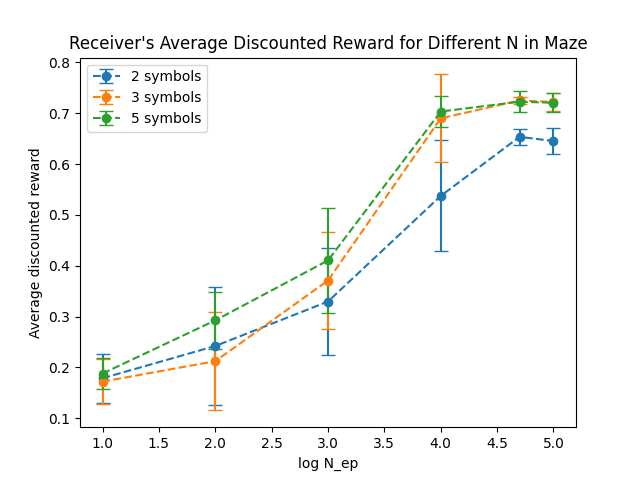 Receiver's Average Discounted Reward for Different N in Maze
2 symbols
3 symbols
5 symbols
Average discounted reward
0.8
0.7
0.6
0.5
0.4
0.3
0.2
0.1
1.0 1.5 2.0 2.5 3.0 3.5 4.0 4.5 5.0
log N_ep